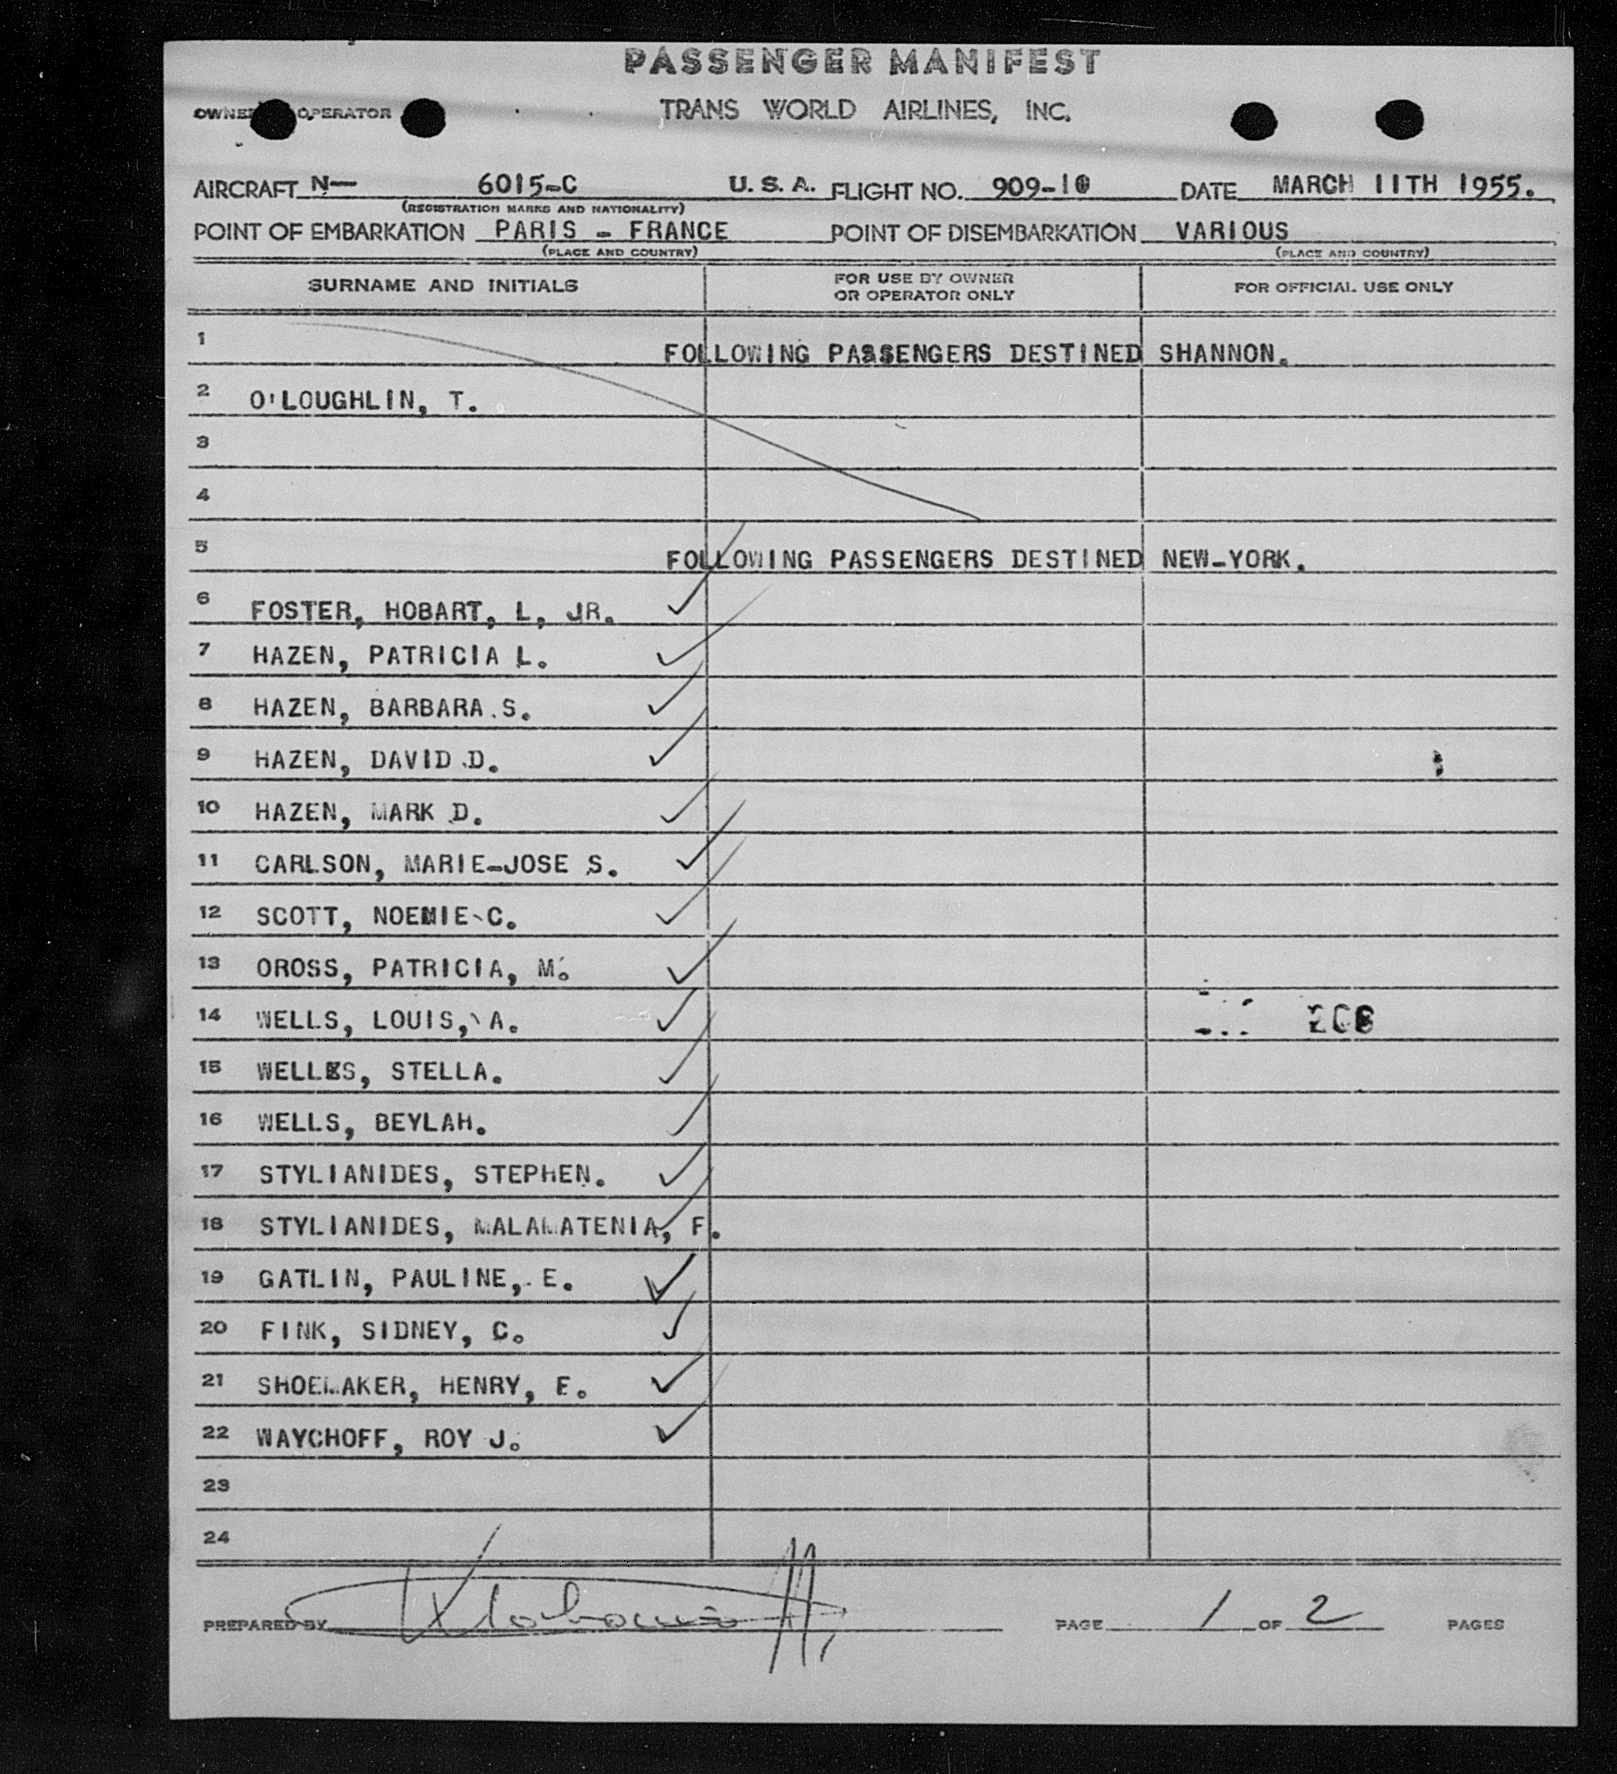 PASSENGER MANIFEST
OWNER OPERATOR TRANS WORLD AIRLINES, INC.
AIRCRAFT N— 6015-C U.S.A. FLIGHT NO. 909-10 DATE MARCH 11TH 1955.
(REGISTRATION MARKS AND NATIONALITY)
POINT OF EMBARKATION PARIS - FRANCE POINT OF DISEMBARKATION VARIOUS
(PLACE AND COUNTRY) (PLACE AND COUNTRY)
SURNAME AND INITIALS FOR USE BY OWNER OR OPERATOR ONLY FOR OFFICIAL USE ONLY
1 FOLLOWING PASSENGERS DESTINED SHANNON.
2 O'LOUGHLIN, T.
3
4
5 FOLLOWING PASSENGERS DESTINED NEW-YORK.
6 FOSTER, HOBART, L, JR.
7 HAZEN, PATRICIA L.
8 HAZEN, BARBARA.S.
9 HAZEN, DAVID.D.
10 HAZEN, MARK D.
11 CARLSON, MARIE-JOSE S.
12 SCOTT, NOEMIE C.
13 OROSS, PATRICIA, M.
14 WELLS, LOUIS, A.
15 WELLS, STELLA.
16 WELLS, BEYLAH.
17 STYLIANIDES, STEPHEN.
18 STYLIANIDES, MALAMATENIA, F.
19 GATLIN, PAULINE, E.
20 FINK, SIDNEY, C.
21 SHOEMAKER, HENRY, E.
22 WAYCHOFF, ROY J.
23
24
PREPARED BY PAGE 1 OF 2 PAGES